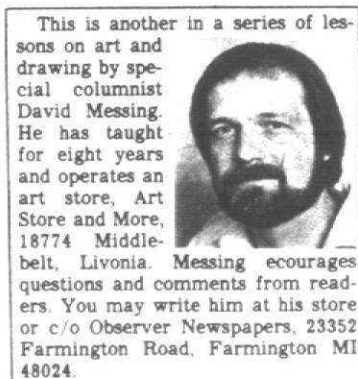 This is another in a series of les-
sons on art and
drawing by spe-
cial columnist
David Messing.
He has taught
for eight years
and operates an
art store, Art
Store and More,
18774 Middle-
belt, Livonia. Messing ecourages
questions and comments from read-
ers. You may write him at his store
or c/o Observer Newspapers, 23352
Farmington Road, Farmington MI
48024.